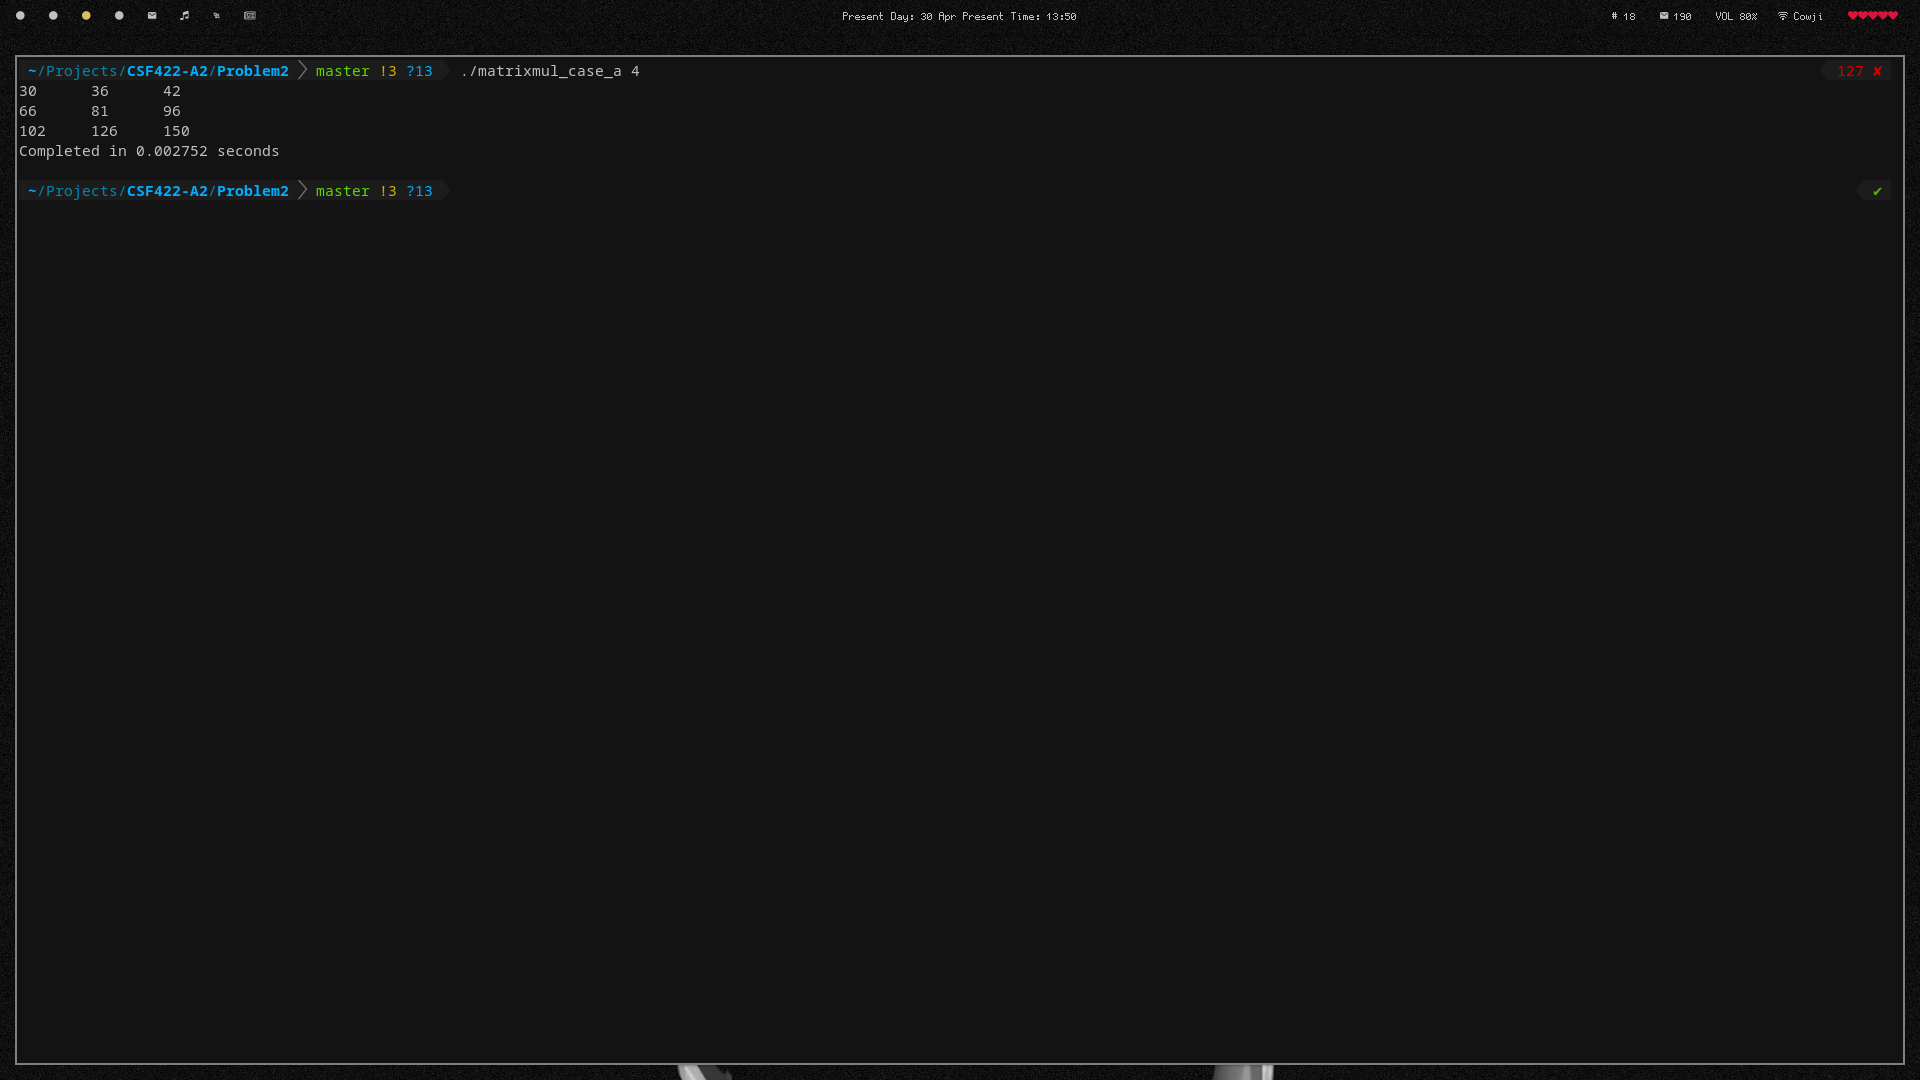 Present Day: 30 Apr Present Time: 13:50
# 18 190 VOL 80% Cowji
~/Projects/CSF422-A2/Problem2 master !3 ?13 ./matrixmul_case_a 4 127 ✘
30 36 42
66 81 96
102 126 150
Completed in 0.002752 seconds
~/Projects/CSF422-A2/Problem2 master !3 ?13 ✔